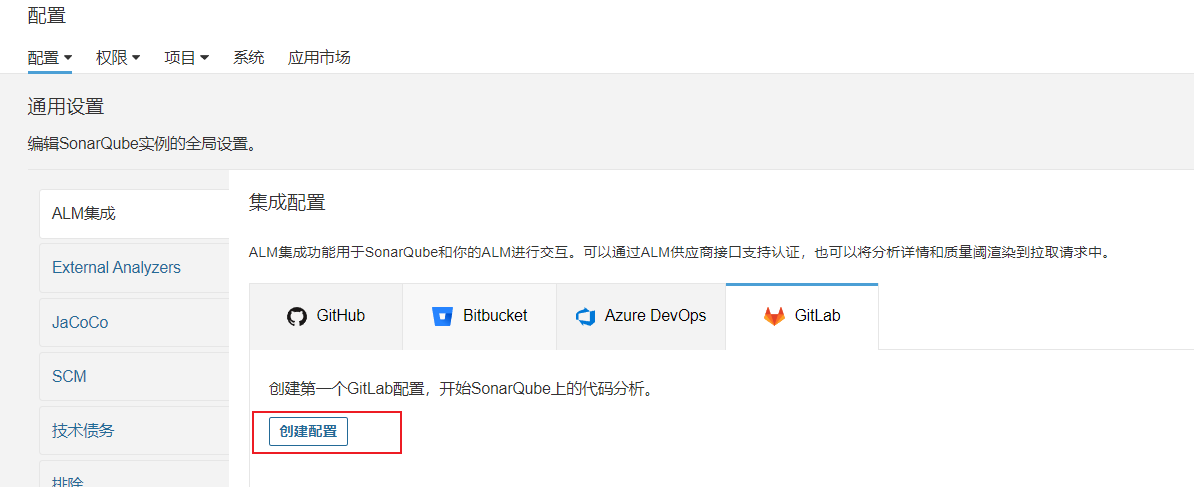 配置
配置 权限 项目 系统 应用市场
通用设置
编辑SonarQube实例的全局设置。
ALM集成
External Analyzers
JaCoCo
SCM
技术债务
排除
集成配置
ALM集成功能用于SonarQube和你的ALM进行交互。可以通过ALM供应商接口支持认证，也可以将分析详情和质量阈渲染到拉取请求中。
GitHub Bitbucket Azure DevOps GitLab
创建第一个GitLab配置，开始SonarQube上的代码分析。
创建配置